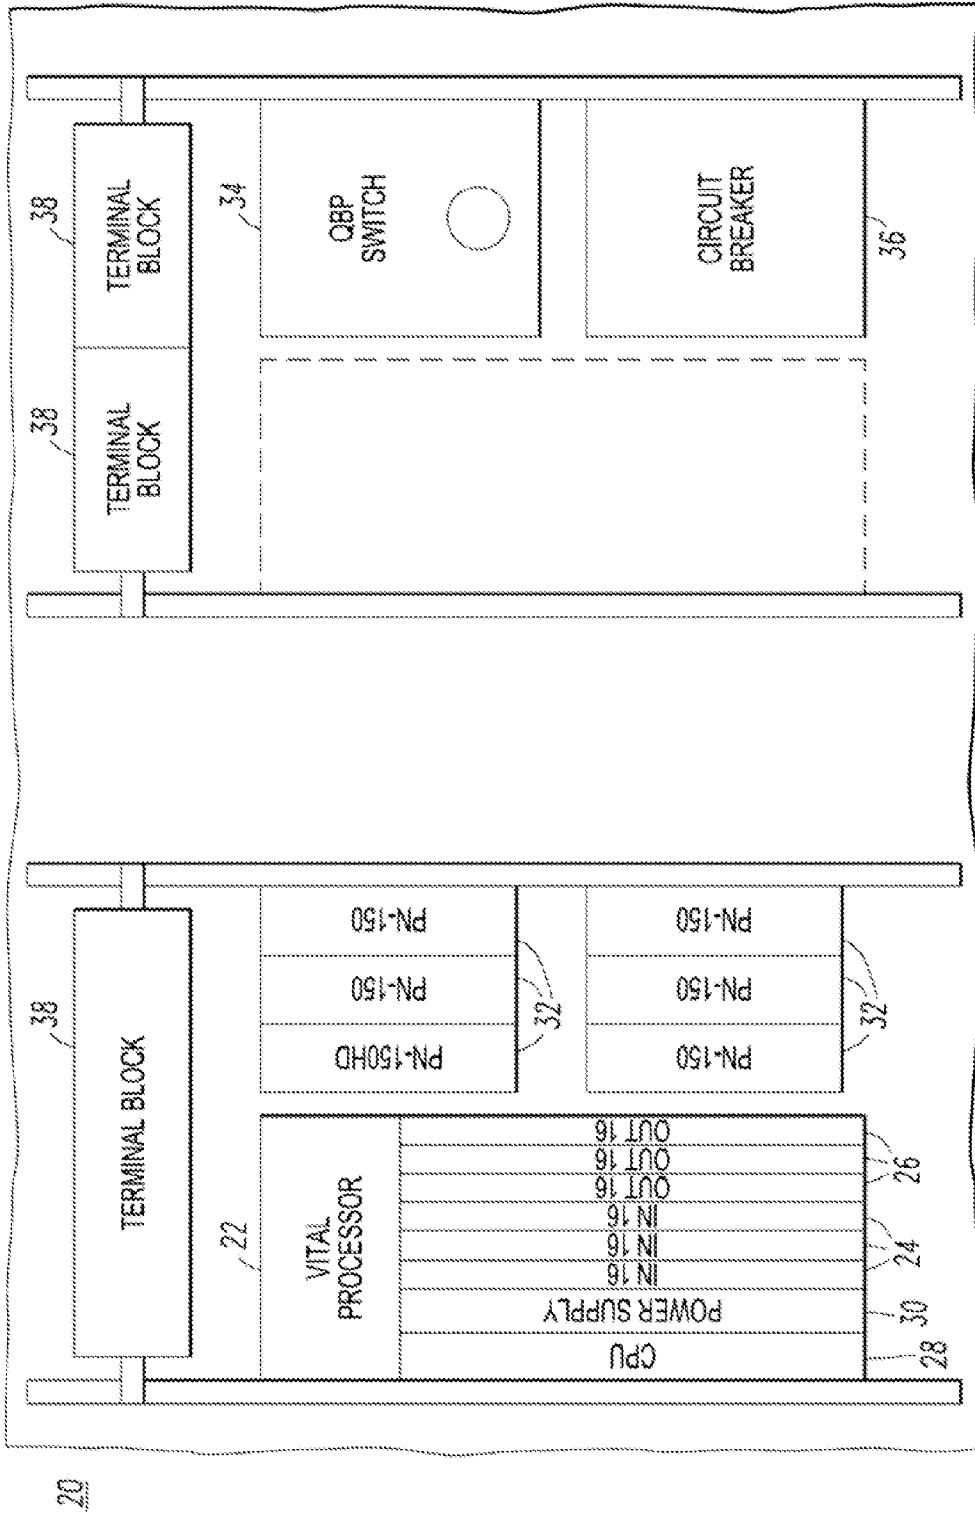 20
38
TERMINAL BLOCK
38
TERMINAL
BLOCK
38
TERMINAL
BLOCK
22
VITAL
PROCESSOR
CPU
POWER SUPPLY
IN 16
IN 16
IN 16
OUT 16
OUT 16
OUT 16
28
30
24
26
PN-150HD
PN-150
PN-150
32
PN-150
PN-150
PN-150
32
34
QBP
SWITCH
CIRCUIT
BREAKER
36